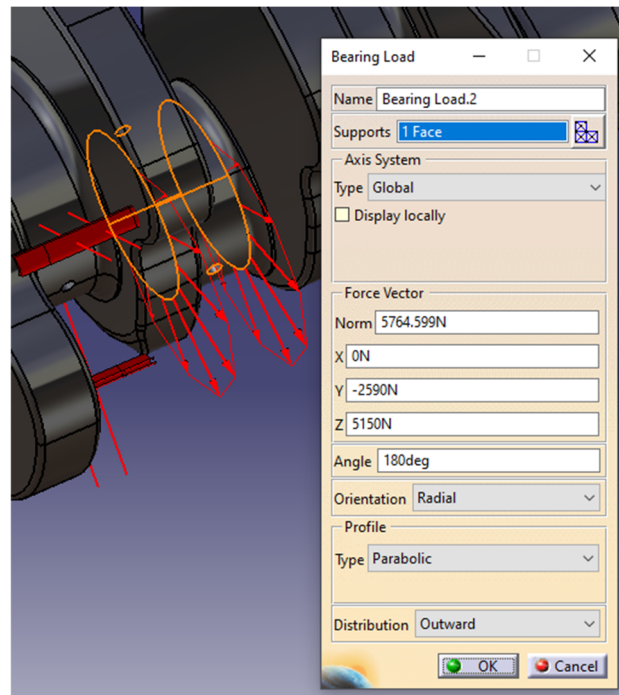 Bearing Load
Name Bearing Load.2
Supports 1 Face
Axis System
Type Global
Display locally
Force Vector
Norm 5764.599N
X 0N
Y -2590N
Z 5150N
Angle 180deg
Orientation Radial
Profile
Type Parabolic
Distribution Outward
OK Cancel